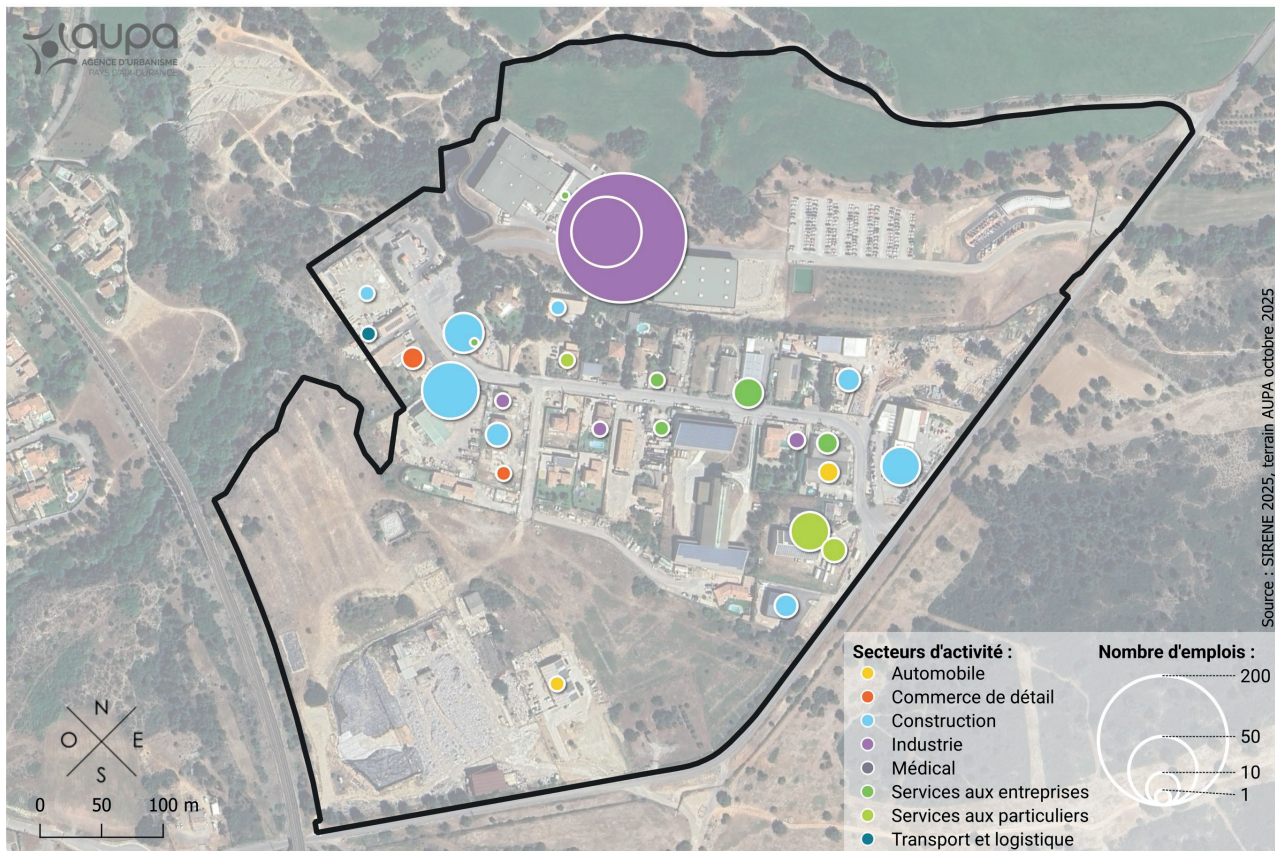 aupa
AGENCE D'URBANISME
PAYS D'AIX-DURANCE
Source : SIRENE 2025, terrain AUPA octobre 2025
N
O
E
S
0 50 100 m
Secteurs d'activité :
Automobile
Commerce de détail
Construction
Industrie
Médical
Services aux entreprises
Services aux particuliers
Transport et logistique
Nombre d'emplois :
200
50
10
1